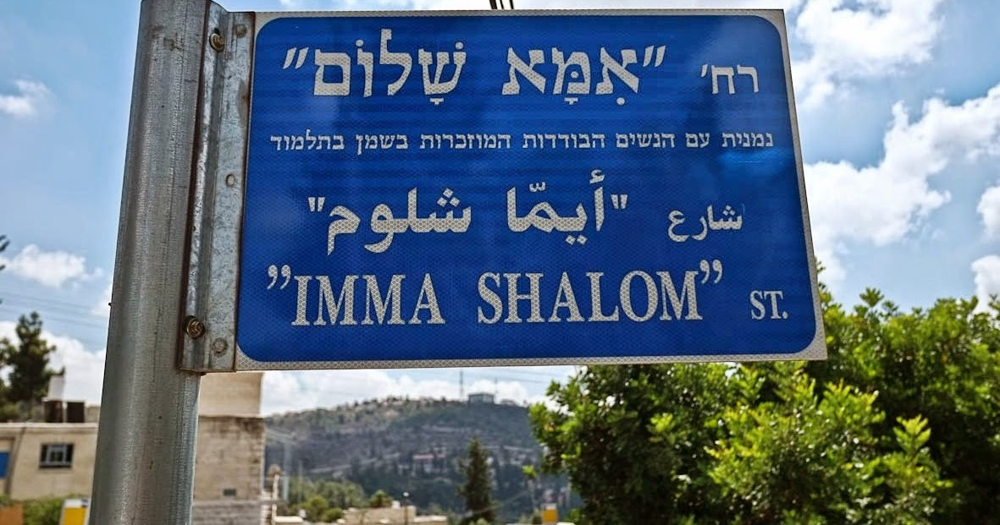 רח' "אִמָּא שָׁלוֹם"
נמנית עם הנשים הבודדות המוזכרות בשמן בתלמוד
شارع "أيمّا شلوم"
”IMMA SHALOM” ST.